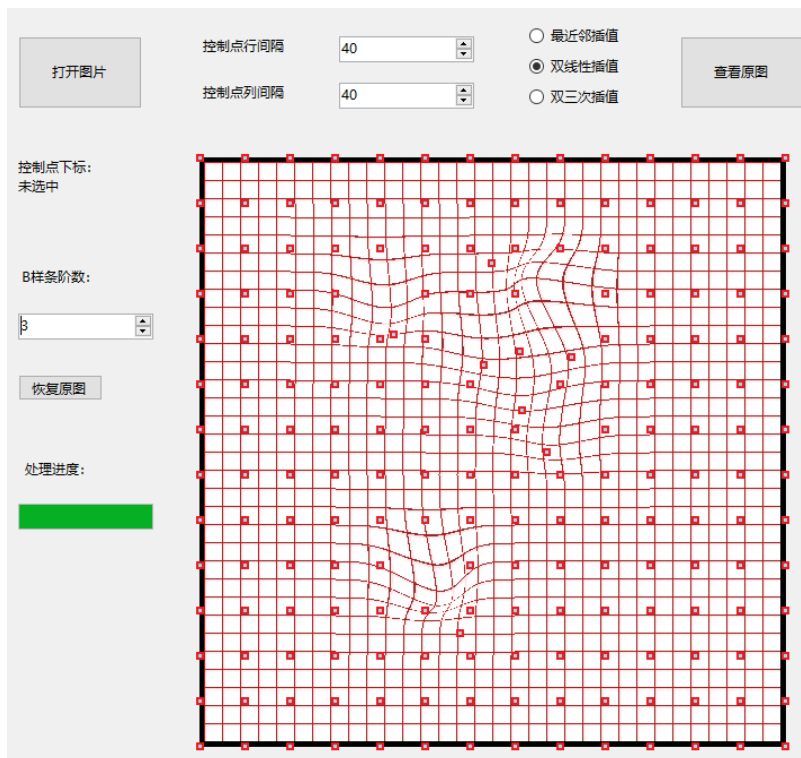 打开图片
控制点行间隔
40
控制点列间隔
40
最近邻插值
双线性插值
双三次插值
查看原图
控制点下标:
未选中
B样条阶数:
3
恢复原图
处理进度: